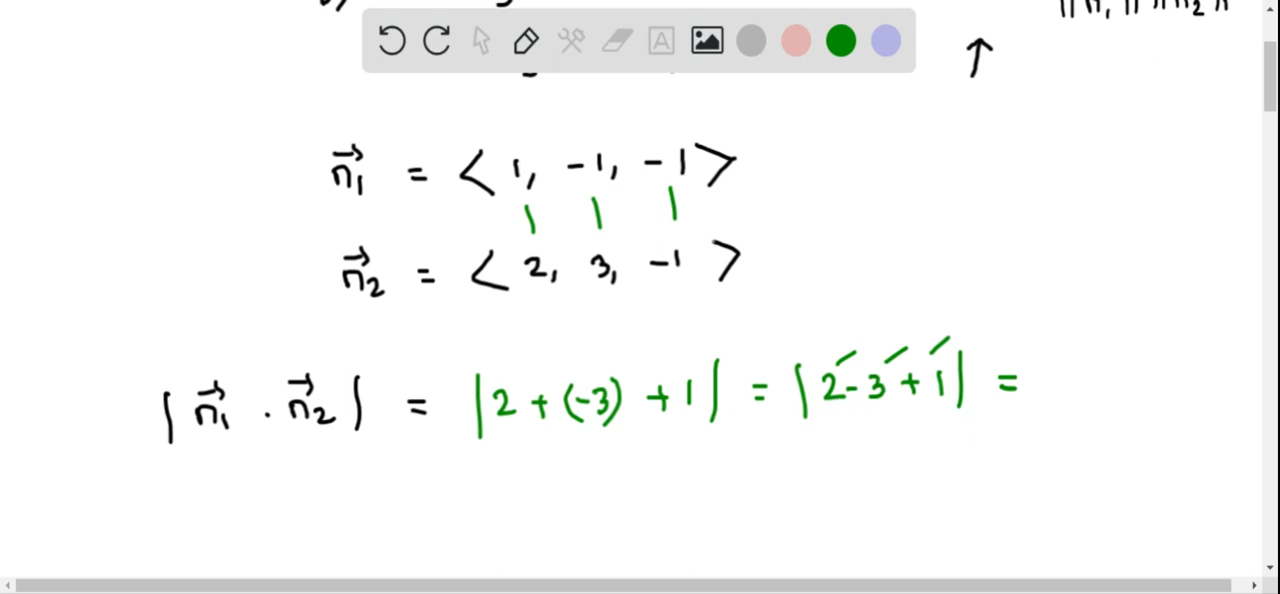 n⃗₁ = < 1, -1, -1 >
n⃗₂ = < 2, 3, -1 >
| n⃗₁ . n⃗₂ | = | 2 + (-3) + 1 | = | 2 - 3 + 1 | =